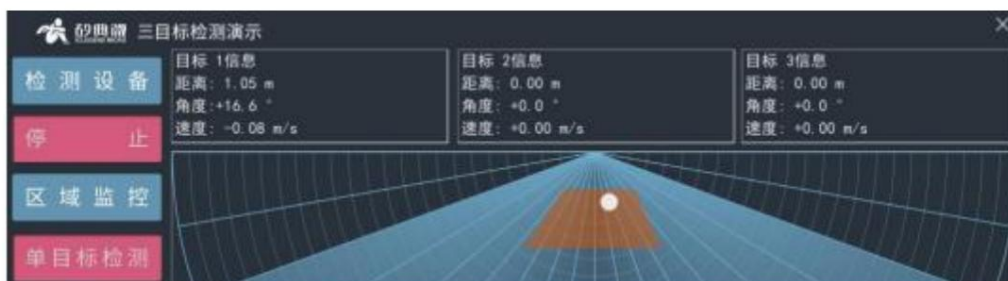 矽典微 三目标检测演示
检测设备
停止
区域监控
单目标检测
目标 1信息
距离: 1.05 m
角度:+16.6 °
速度: -0.08 m/s
目标 2信息
距离: 0.00 m
角度: +0.0 °
速度: +0.00 m/s
目标 3信息
距离: 0.00 m
角度: +0.0 °
速度: +0.00 m/s